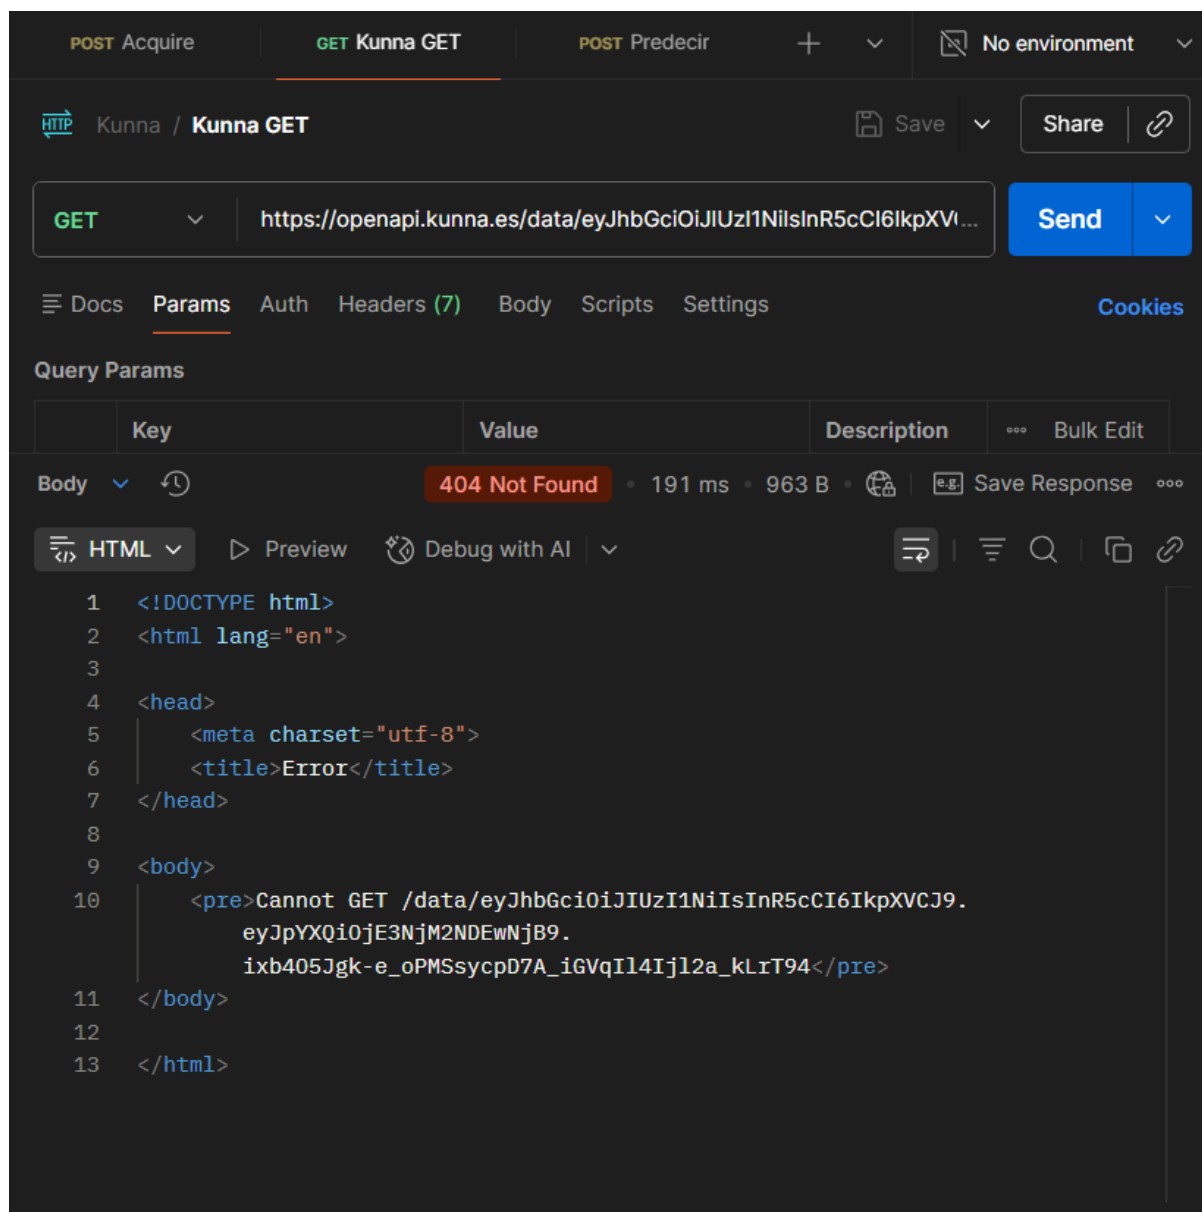 POST Acquire GET Kunna GET POST Predecir No environment
HTTP Kunna / Kunna GET Save Share
GET https://openapi.kunna.es/data/eyJhbGciOiJIUzI1NiIsInR5cCI6IkpXV(... Send
Docs Params Auth Headers (7) Body Scripts Settings Cookies
Query Params
Key Value Description Bulk Edit
Body 404 Not Found 191 ms 963 B e.g. Save Response
HTML Preview Debug with AI
1 <!DOCTYPE html>
2 <html lang="en">
3
4 <head>
5 <meta charset="utf-8">
6 <title>Error</title>
7 </head>
8
9 <body>
10 <pre>Cannot GET /data/eyJhbGciOiJIUzI1NiIsInR5cCI6IkpXVCJ9.
eyJpYXQiOjE3NjM2NDEwNjB9.
ixb4O5Jgk-e_oPMSsycpD7A_iGVqIl4Ijl2a_kLrT94</pre>
11 </body>
12
13 </html>